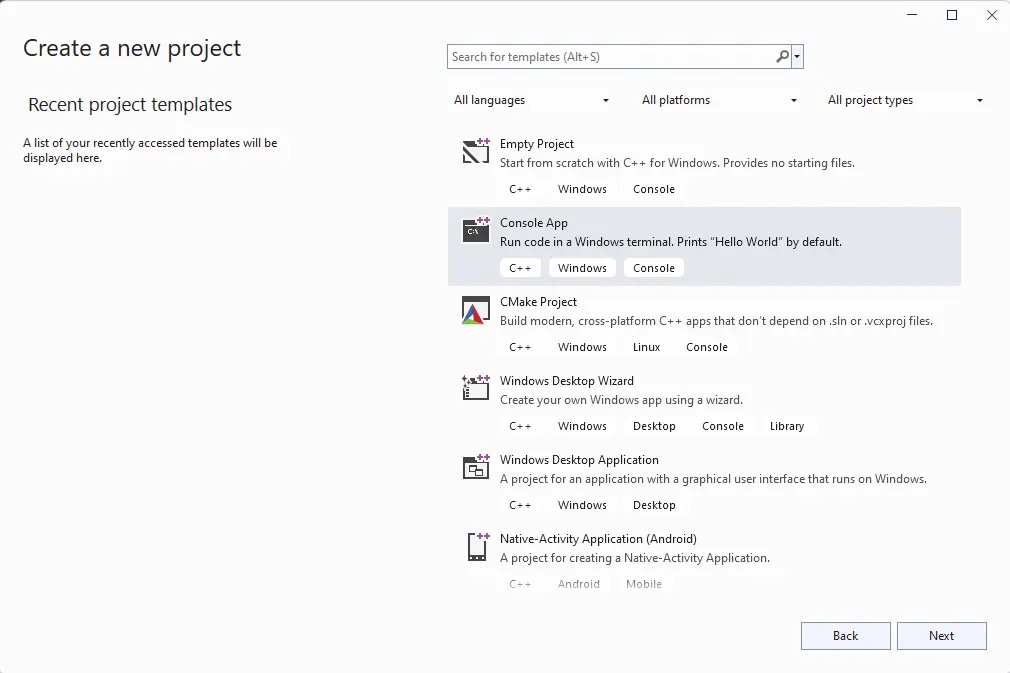 Create a new project
Recent project templates
A list of your recently accessed templates will be
displayed here.
Search for templates (Alt+S)
All languages All platforms All project types
Empty Project
Start from scratch with C++ for Windows. Provides no starting files.
C++ Windows Console
Console App
C:\
Run code in a Windows terminal. Prints “Hello World” by default.
C++ Windows Console
CMake Project
Build modern, cross-platform C++ apps that don't depend on .sln or .vcxproj files.
C++ Windows Linux Console
Windows Desktop Wizard
Create your own Windows app using a wizard.
C++ Windows Desktop Console Library
Windows Desktop Application
A project for an application with a graphical user interface that runs on Windows.
C++ Windows Desktop
Native-Activity Application (Android)
A project for creating a Native-Activity Application.
C++ Android Mobile
Back Next